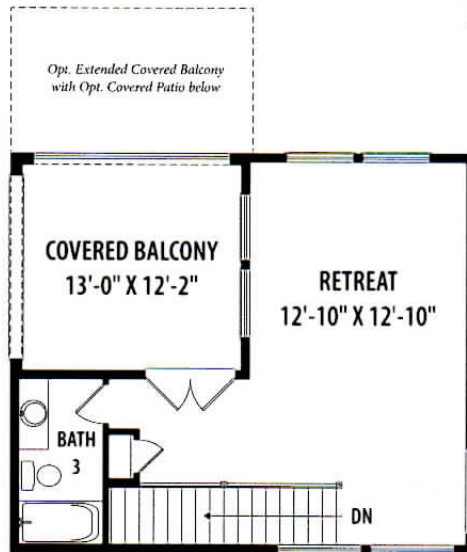 Opt. Extended Covered Balcony
with Opt. Covered Patio below
COVERED BALCONY
13'-0" X 12'-2"
RETREAT
12'-10" X 12'-10"
BATH
3
DN